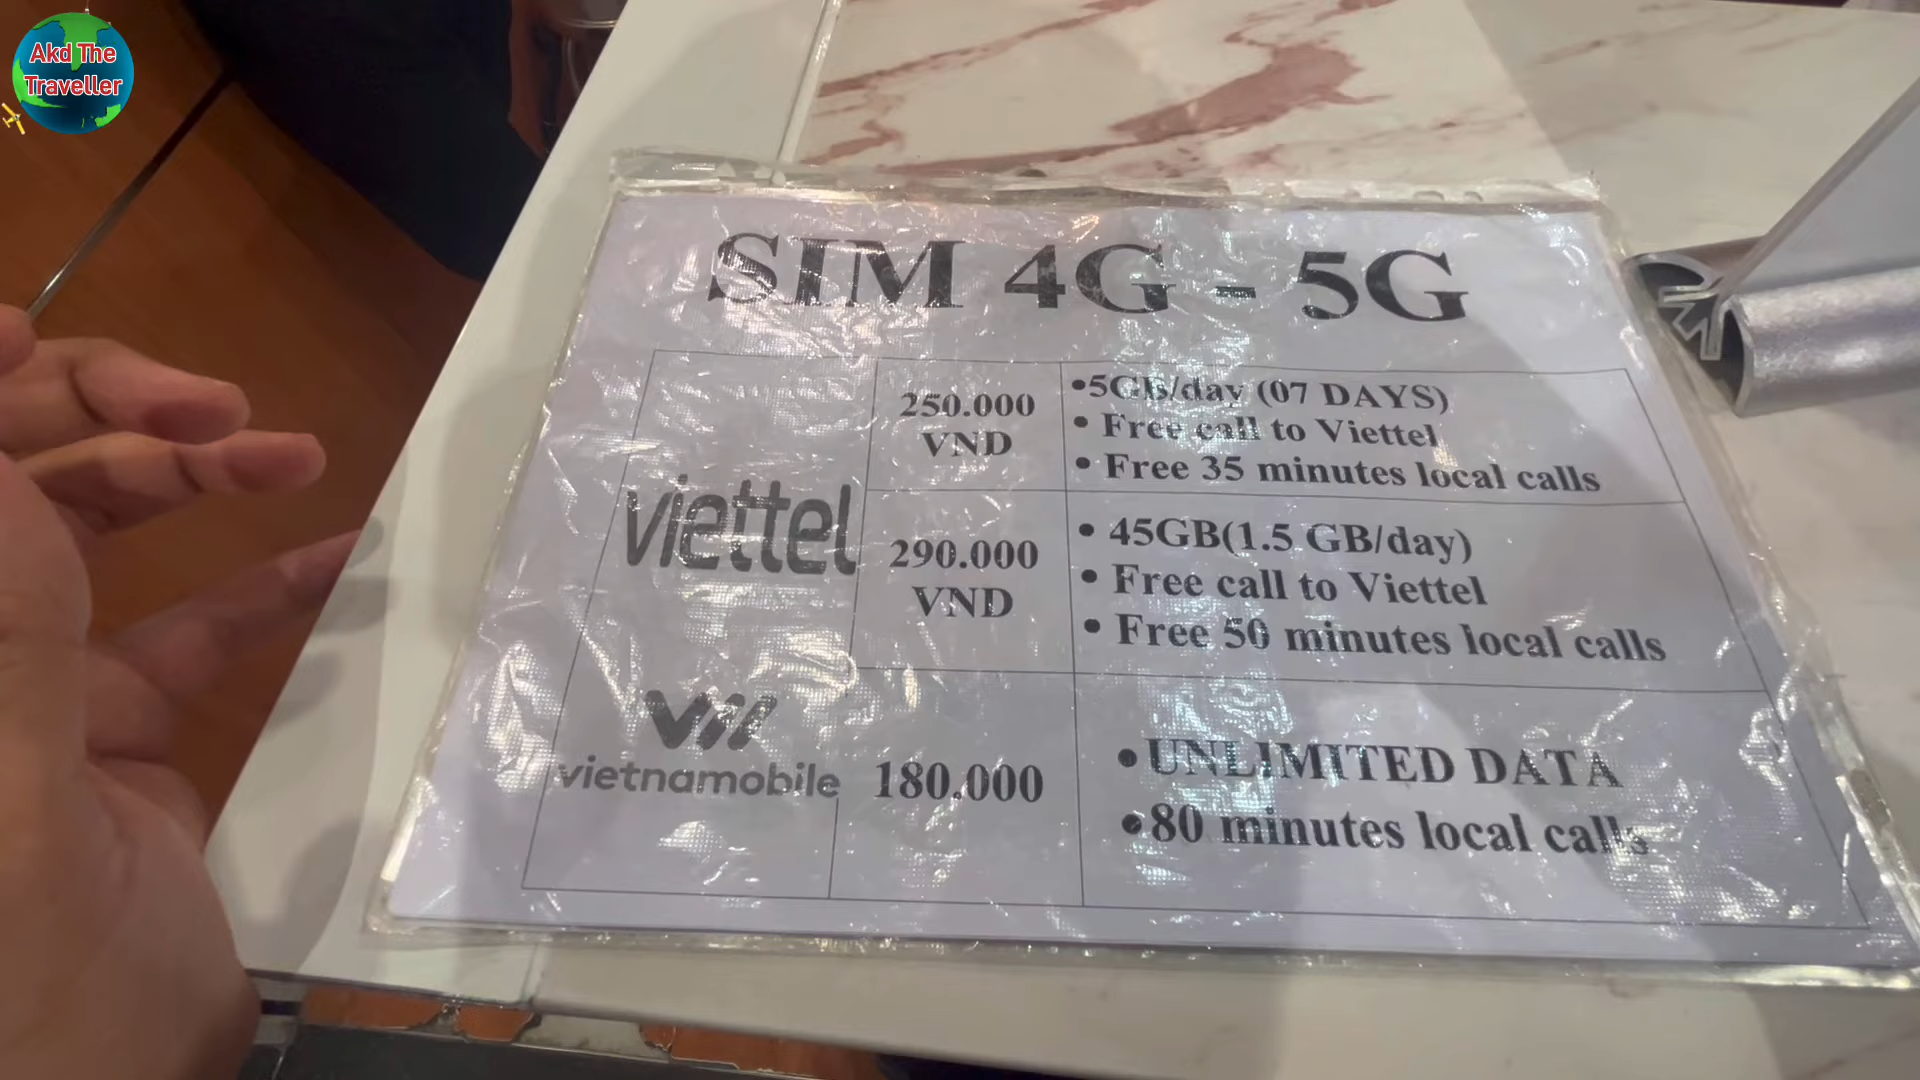 Akd The
Traveller
SIM 4G - 5G
viettel
250.000
VND
•5GB/day (07 DAYS)
• Free call to Viettel
• Free 35 minutes local calls
290.000
VND
• 45GB(1.5 GB/day)
• Free call to Viettel
• Free 50 minutes local calls
vietnamobile
180.000
• UNLIMITED DATA
• 80 minutes local calls